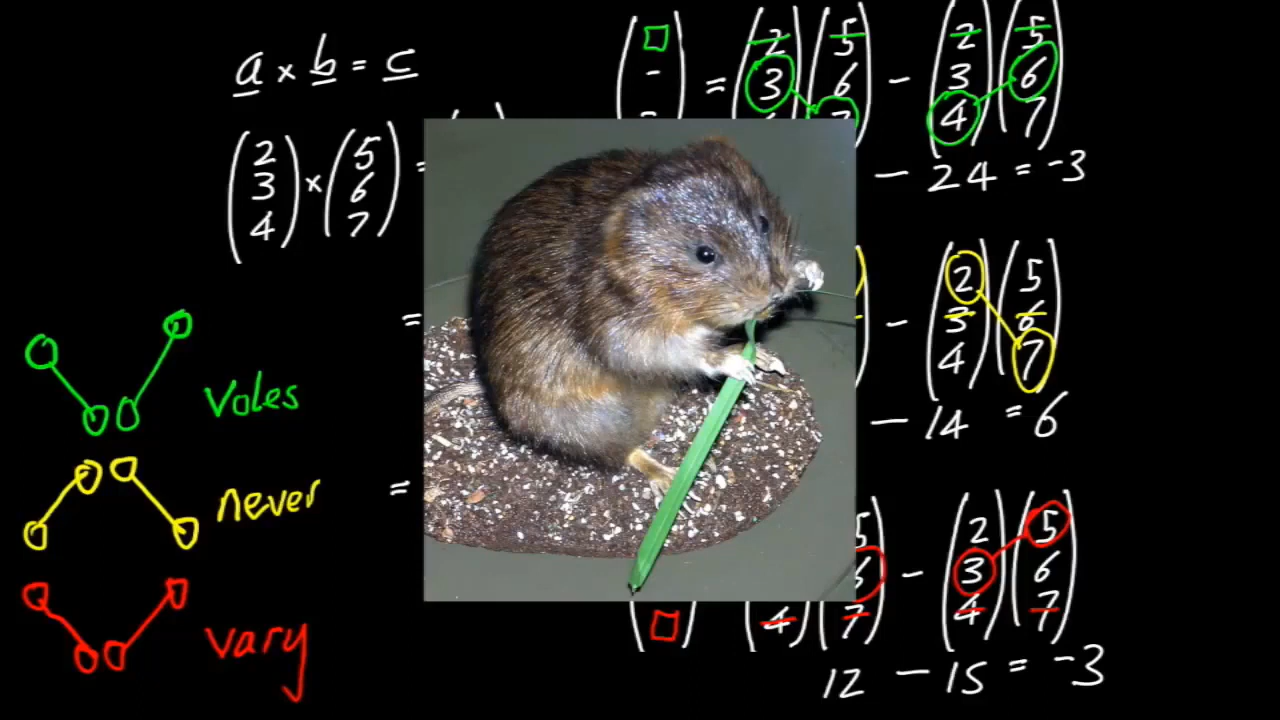 a × b = c
(2 3 4) × (5 6 7) =
= (2 3) (5 6 7) − (2 3 4) (5 6 7)
− 24 = -3
voles
= − (2 3 4) (5 6 7)
− 14 = 6
never
=
(4) (5 6 7) − (2 3 4) (5 6 7)
vary
12 − 15 = -3